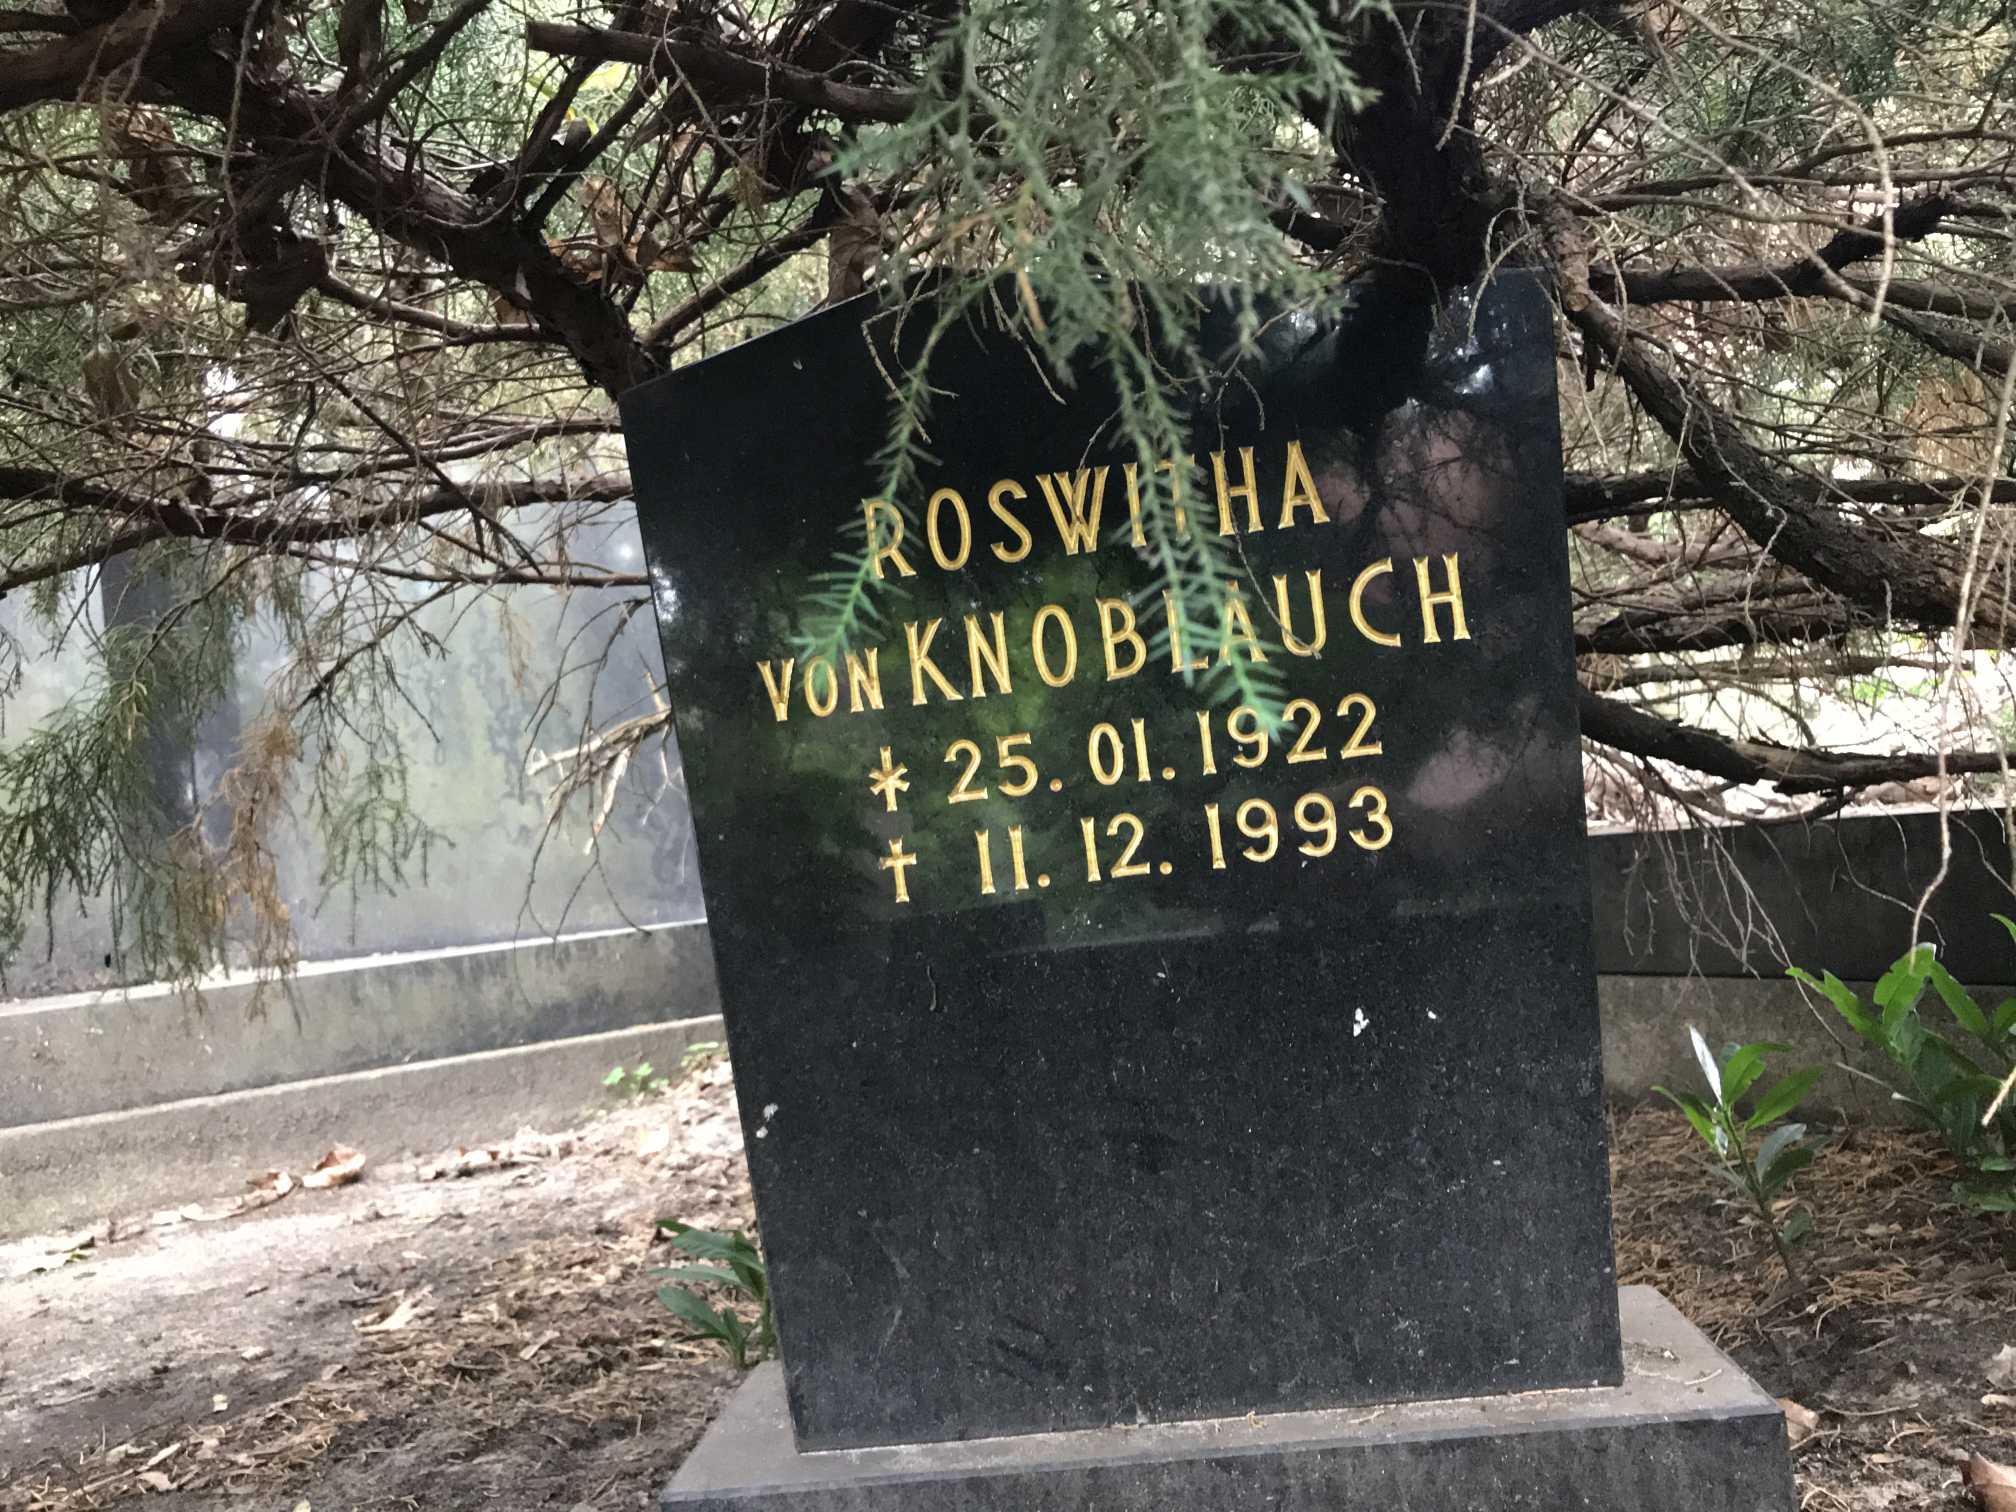 ROSWITHA
VON KNOBLAUCH
* 25. 01. 1922
† 11. 12. 1993